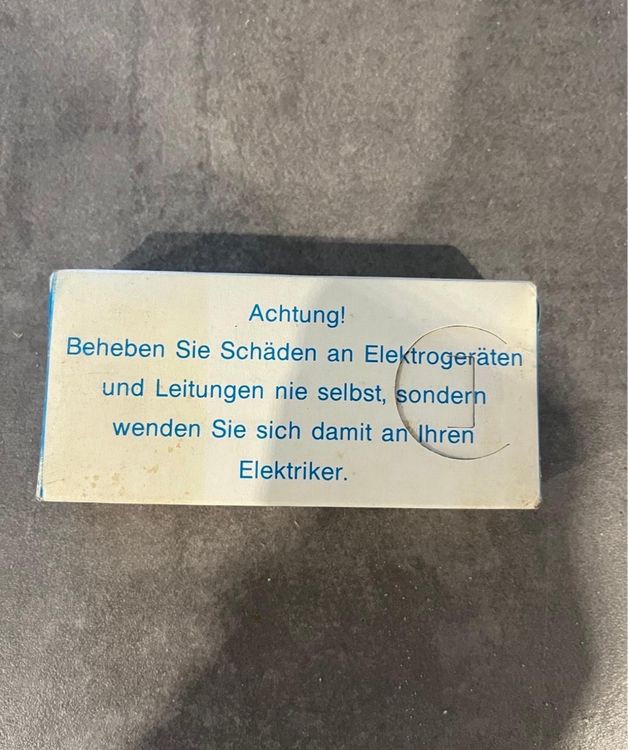 Achtung!
Beheben Sie Schäden an Elektrogeräten
und Leitungen nie selbst, sondern
wenden Sie sich damit an Ihren
Elektriker.